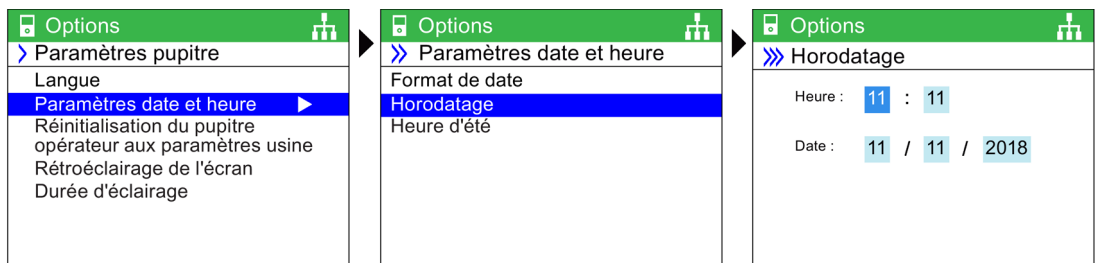 Options
Paramètres pupitre
Langue
Paramètres date et heure
Réinitialisation du pupitre
opérateur aux paramètres usine
Rétroéclairage de l'écran
Durée d'éclairage
Options
Paramètres date et heure
Format de date
Horodatage
Heure d'été
Options
Horodatage
Heure : 11 : 11
Date : 11 / 11 / 2018